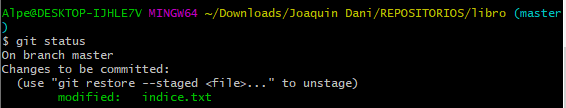 Alpe@DESKTOP-IJHLE7V MINGW64 ~/Downloads/Joaquin Dani/REPOSITORIOS/libro (master
)
$ git status
On branch master
Changes to be committed:
  (use "git restore --staged <file>..." to unstage)
        modified:   indice.txt